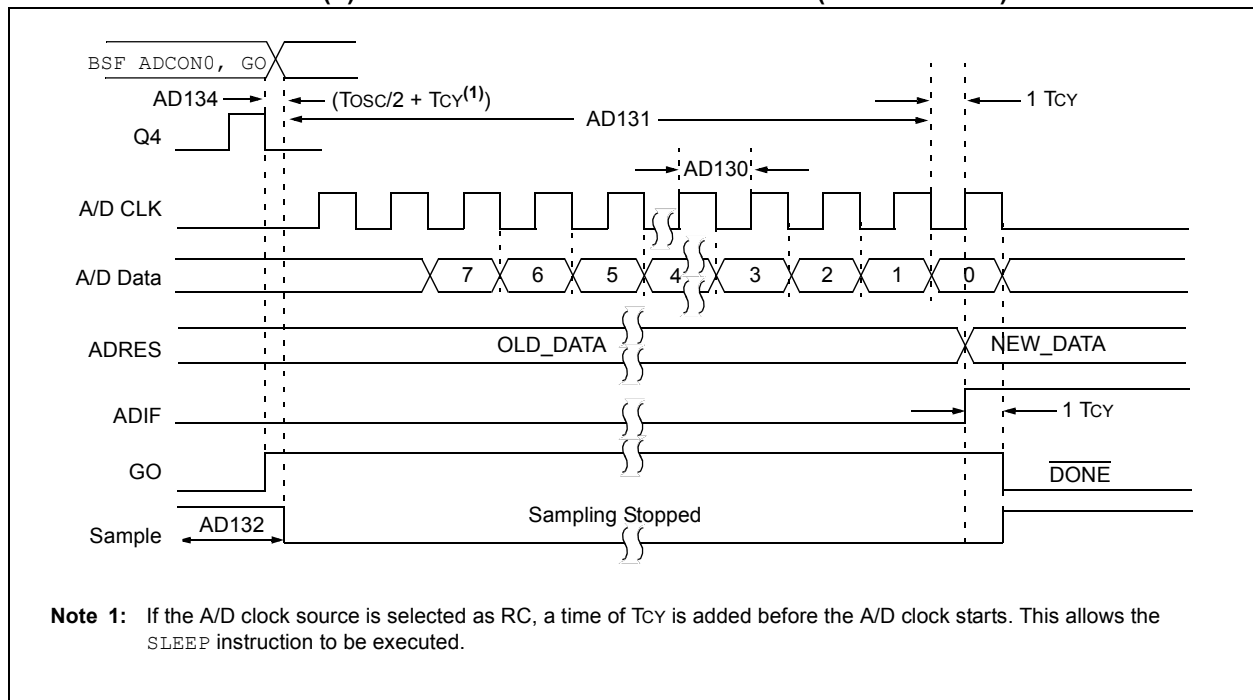 BSF ADCON0, GO
AD134
(TOSC/2 + TCY(1))
1 TCY
AD131
Q4
AD130
A/D CLK
A/D Data
7 6 5 4 3 2 1 0
ADRES
OLD_DATA
NEW_DATA
ADIF
1 TCY
GO
DONE
Sample
AD132
Sampling Stopped
Note 1: If the A/D clock source is selected as RC, a time of TCY is added before the A/D clock starts. This allows the
SLEEP instruction to be executed.